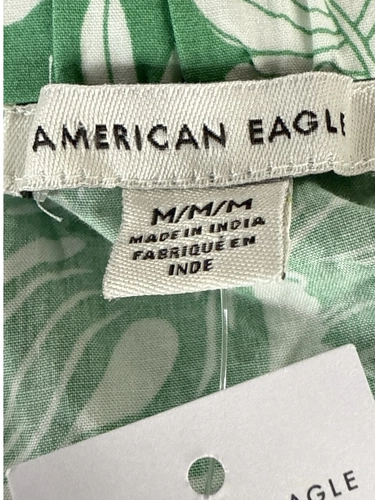 AMERICAN EAGLE
M/M/M
MADE IN INDIA
FABRIQUÉ EN
INDE
EAGLE